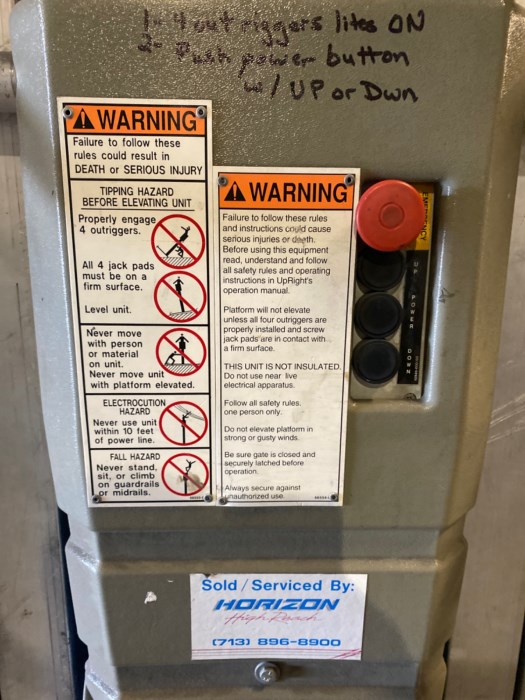 1- 4 out riggers lites ON
2- Push power button
w/ UP or Dwn
WARNING
Failure to follow these
rules could result in
DEATH or SERIOUS INJURY
TIPPING HAZARD
BEFORE ELEVATING UNIT
Properly engage
4 outriggers.
All 4 jack pads
must be on a
firm surface.
Level unit.
Never move
with person
or material
on unit.
Never move unit
with platform elevated.
ELECTROCUTION
HAZARD
Never use unit
within 10 feet
of power line.
FALL HAZARD
Never stand,
sit, or climb
on guardrails
or midrails.
WARNING
Failure to follow these rules
and instructions could cause
serious injuries or death.
Before using this equipment
read, understand and follow
all safety rules and operating
instructions in UpRight's
operation manual.
Platform will not elevate
unless all four outriggers are
properly installed and screw
jack pads are in contact with
a firm surface.
THIS UNIT IS NOT INSULATED.
Do not use near live
electrical apparatus.
Follow all safety rules.
one person only.
Do not elevate platform in
strong or gusty winds.
Be sure gate is closed and
securely latched before
operation.
Always secure against
unauthorized use.
EMERGENCY
UP
POWER
DOWN
Sold / Serviced By:
HORIZON
High Reach
(713) 896-8900